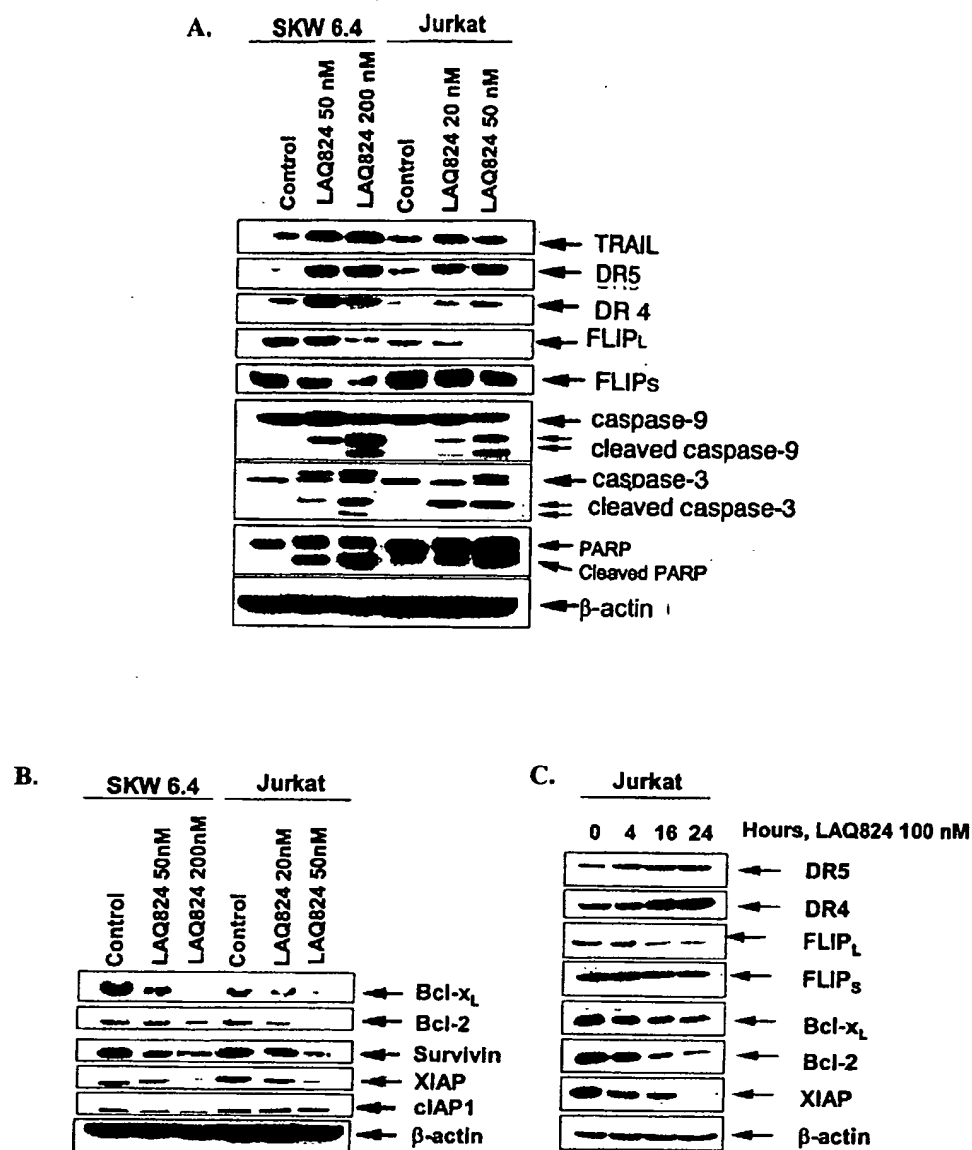 A.
SKW 6.4 Jurkat
Control
LAQ824 50 nM
LAQ824 200 nM
Control
LAQ824 20 nM
LAQ824 50 nM
TRAIL
DR5
DR 4
FLIPL
FLIPs
caspase-9
cleaved caspase-9
caspase-3
cleaved caspase-3
PARP
Cleaved PARP
β-actin
B.
SKW 6.4 Jurkat
Control
LAQ824 50nM
LAQ824 200nM
Control
LAQ824 20nM
LAQ824 50nM
Bcl-xL
Bcl-2
Survivin
XIAP
cIAP1
β-actin
C.
Jurkat
0 4 16 24 Hours, LAQ824 100 nM
DR5
DR4
FLIPL
FLIPS
Bcl-xL
Bcl-2
XIAP
β-actin